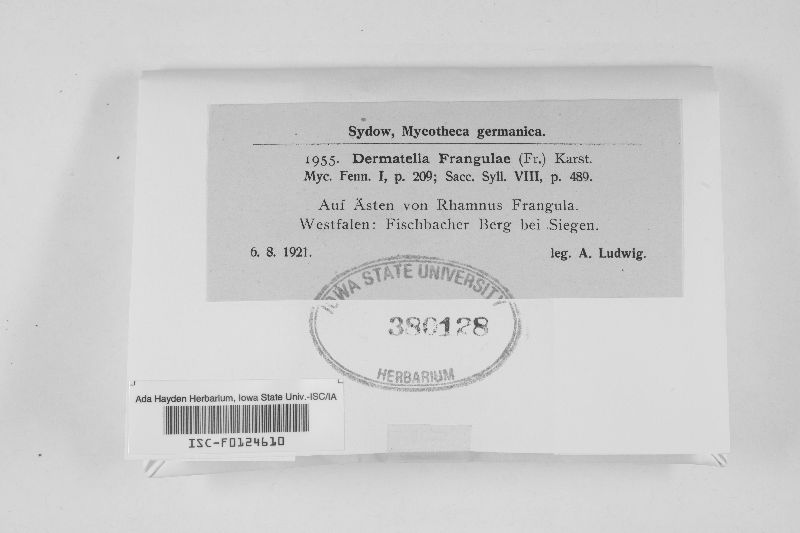 Sydow, Mycotheca germanica.
1955. Dermatella Frangulae (Fr.) Karst.
Myc. Fenn. I, p. 209; Sacc. Syll. VIII, p. 489.
Auf Ästen von Rhamnus Frangula.
Westfalen: Fischbacher Berg bei Siegen.
6. 8. 1921. leg. A. Ludwig.
IOWA STATE UNIVERSITY
380128
HERBARIUM
Ada Hayden Herbarium, Iowa State Univ.-ISC/IA
ISC-F0124610